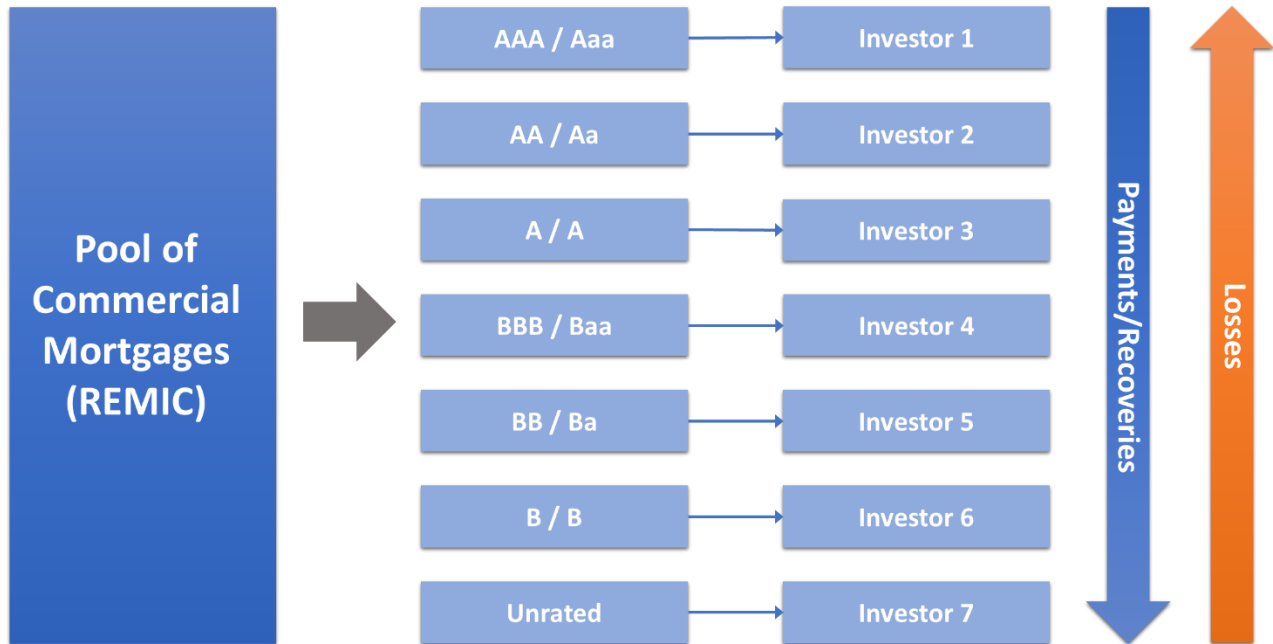 Pool of
Commercial
Mortgages
(REMIC)
AAA / Aaa
Investor 1
AA / Aa
Investor 2
A / A
Investor 3
BBB / Baa
Investor 4
BB / Ba
Investor 5
B / B
Investor 6
Unrated
Investor 7
Payments/Recoveries
Losses